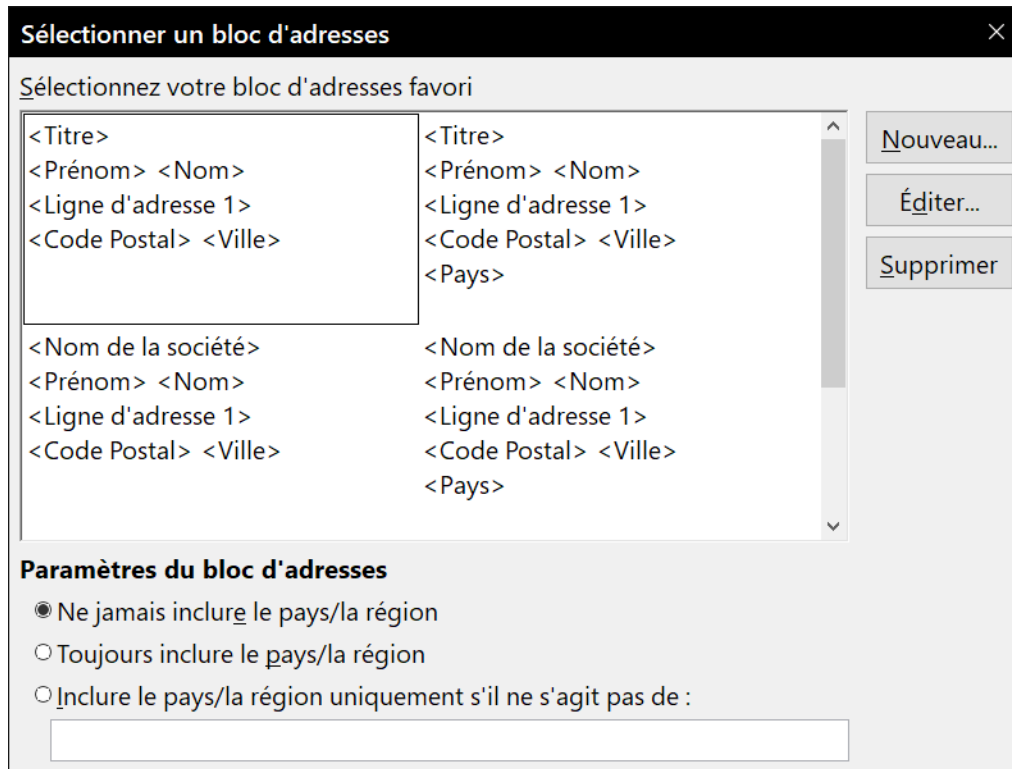 Sélectionner un bloc d'adresses
Sélectionnez votre bloc d'adresses favori
<Titre>
<Prénom> <Nom>
<Ligne d'adresse 1>
<Code Postal> <Ville>
<Titre>
<Prénom> <Nom>
<Ligne d'adresse 1>
<Code Postal> <Ville>
<Pays>
<Nom de la société>
<Prénom> <Nom>
<Ligne d'adresse 1>
<Code Postal> <Ville>
<Nom de la société>
<Prénom> <Nom>
<Ligne d'adresse 1>
<Code Postal> <Ville>
<Pays>
Nouveau...
Éditer...
Supprimer
Paramètres du bloc d'adresses
Ne jamais inclure le pays/la région
Toujours inclure le pays/la région
Inclure le pays/la région uniquement s'il ne s'agit pas de :